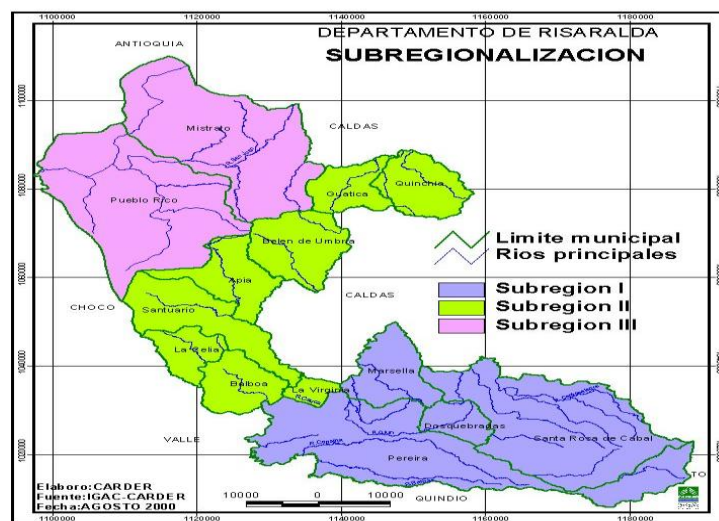 DEPARTAMENTO DE RISARALDA
SUBREGIONALIZACION
1100000 1120000 1140000 1160000 1180000
ANTIOQUIA
CALDAS
Mistrato
R. San Juan
Pueblo Rico
Guatica
Quinchia
Belen de Umbria
Limite municipal
Rios principales
Apia
CHOCO
Santuario
CALDAS
Subregion I
Subregion II
Subregion III
La Celia
Balboa
La Virginia
Marsella
Dosquebradas
Santa Rosa de Cabal
VALLE
Pereira
TO
QUINDIO
Elaboro:CARDER
Fuente:IGAC-CARDER
Fecha:AGOSTO 2000
10000 0 10000
1100000 1120000 1140000 1160000 1180000